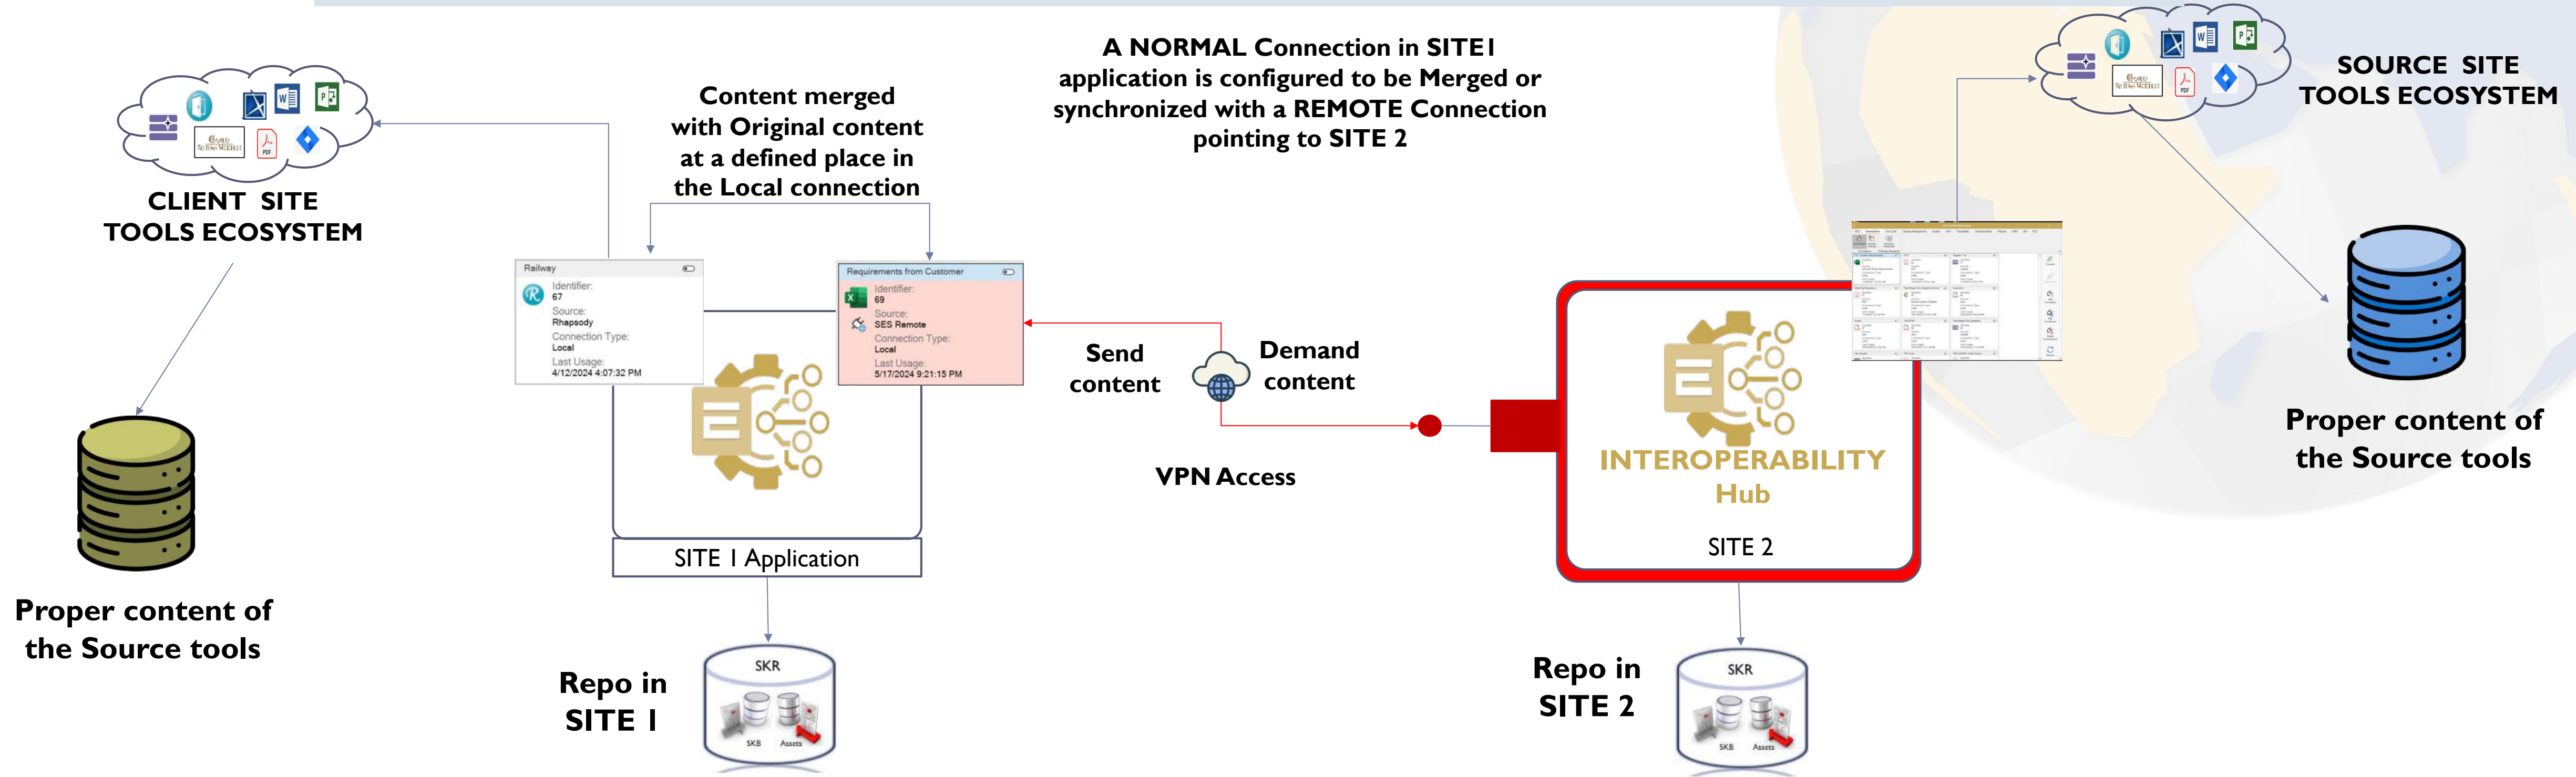 A NORMAL Connection in SITE1
application is configured to be Merged or
synchronized with a REMOTE Connection
pointing to SITE 2
Content merged
with Original content
at a defined place in
the Local connection
CLIENT SITE
TOOLS ECOSYSTEM
W
P
PDF
Proper content of
the Source tools
Railway
R
Identifier:
67
Source:
Rhapsody
Connection Type:
Local
Last Usage:
4/12/2024 4:07:32 PM
Requirements from Customer
X
Identifier:
69
Source:
SES Remote
Connection Type:
Local
Last Usage:
5/17/2024 9:21:15 PM
E
SITE 1 Application
Repo in
SITE 1
SKR
SKB Assets
Send
content
Demand
content
VPN Access
E
INTEROPERABILITY
Hub
SITE 2
Repo in
SITE 2
SKR
SKB Assets
W
P
PDF
SOURCE SITE
TOOLS ECOSYSTEM
Proper content of
the Source tools